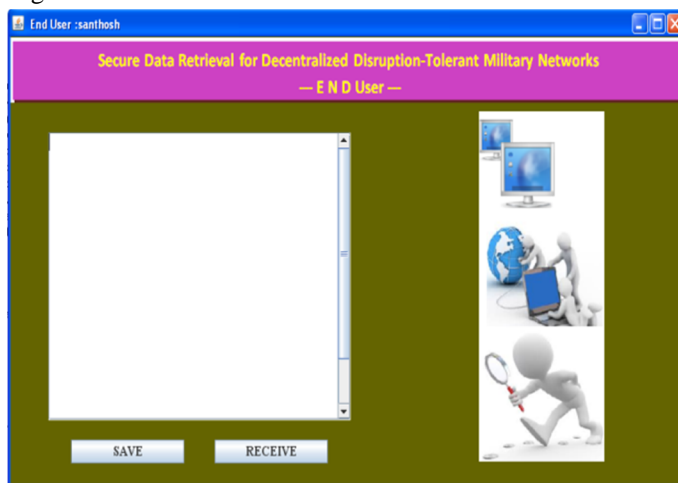 End User :santhosh
Secure Data Retrieval for Decentralized Disruption-Tolerant Military Networks
--- E N D User ---
SAVE
RECEIVE